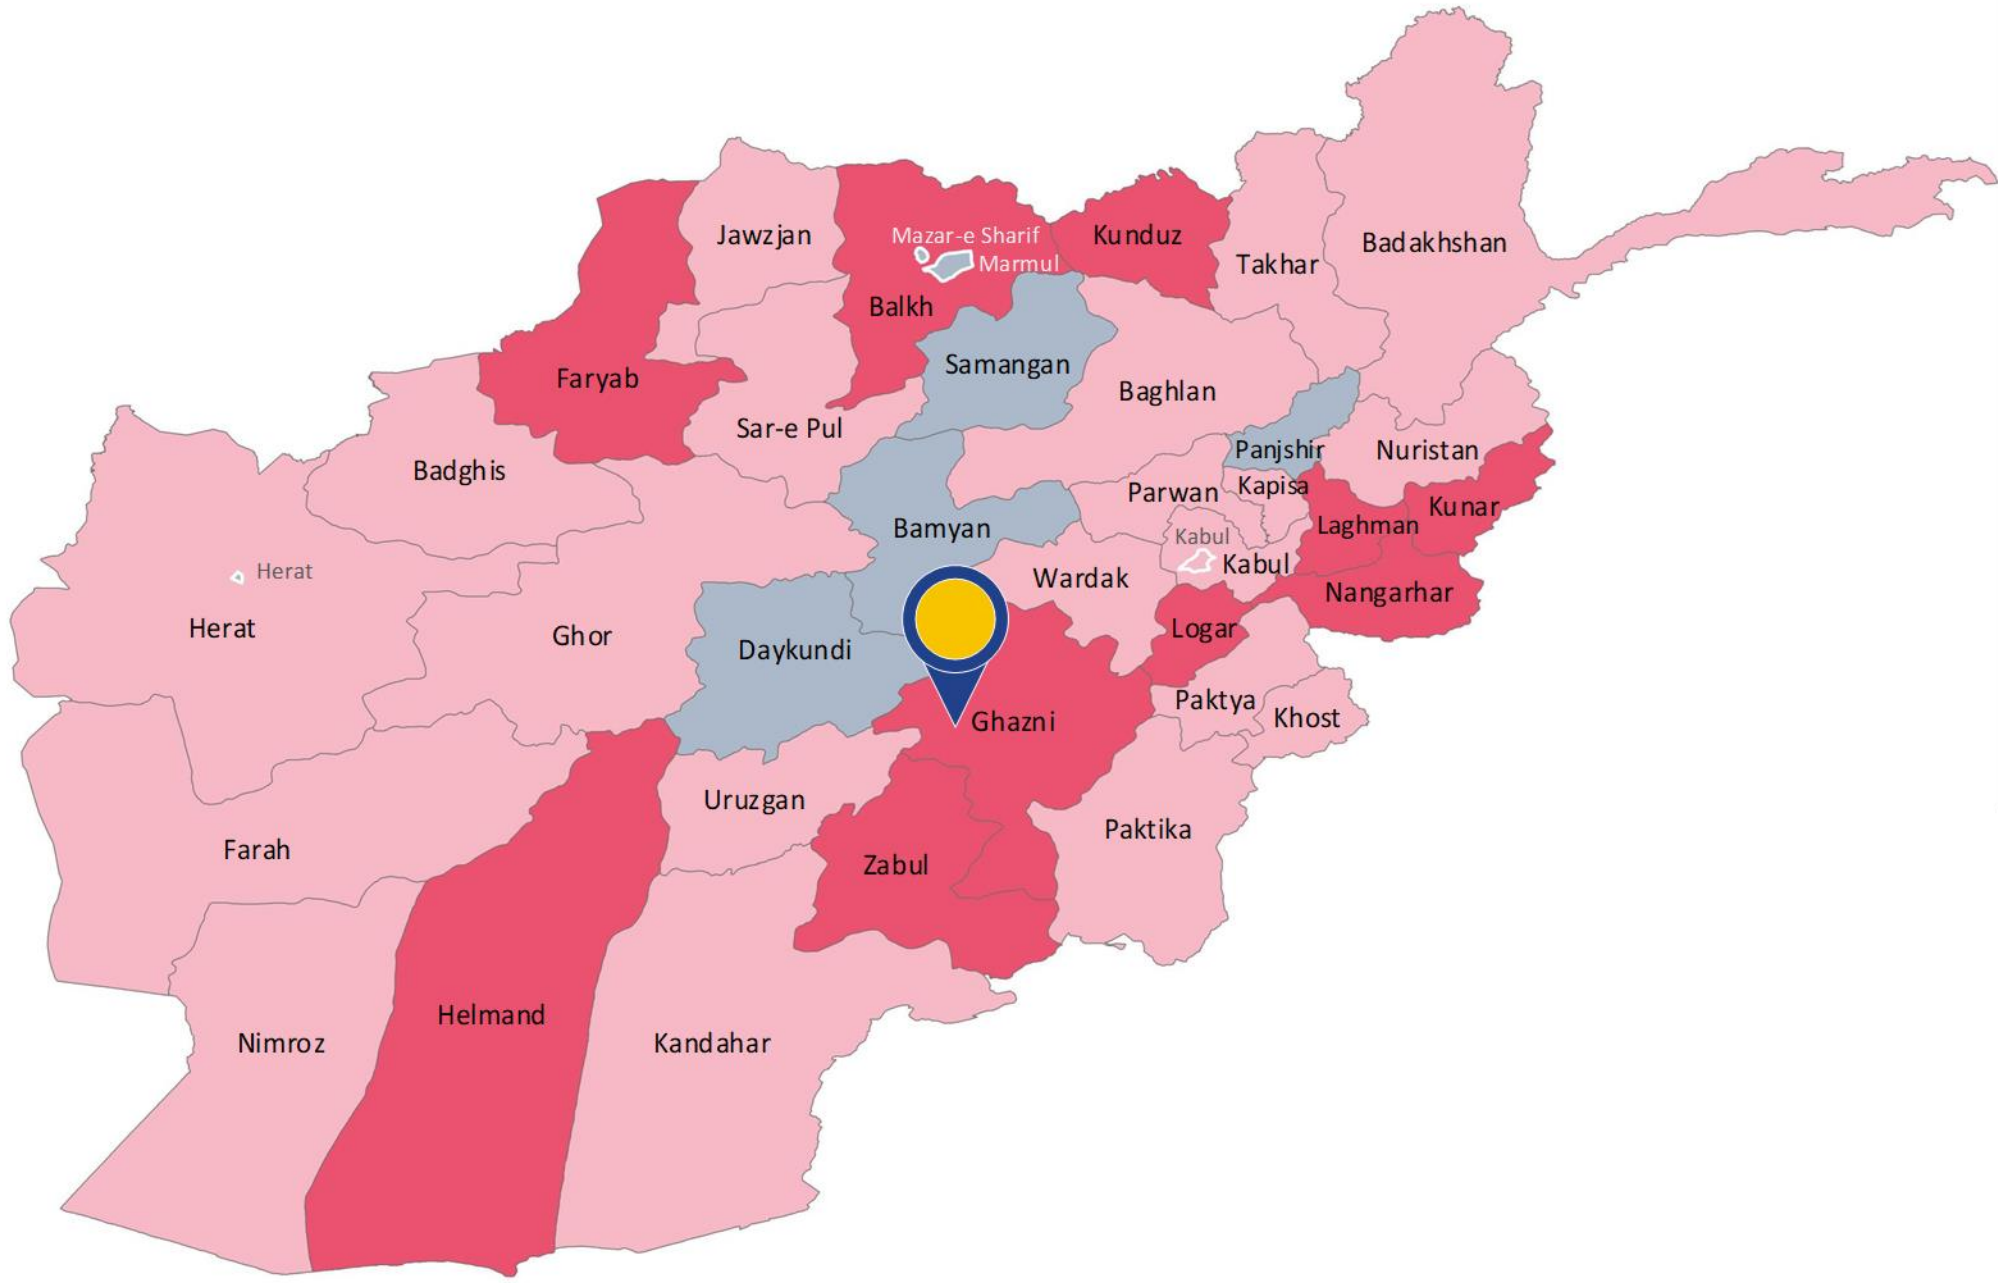 Jawzjan
Mazar-e Sharif
Marmul
Kunduz
Takhar
Badakhshan
Balkh
Faryab
Samangan
Baghlan
Sar-e Pul
Badghis
Panjshir
Nuristan
Parwan
Kapisa
Kunar
Laghman
Bamyan
Kabul
Kabul
Wardak
Nangarhar
Herat
Herat
Ghor
Daykundi
Logar
Ghazni
Paktya
Khost
Uruzgan
Paktika
Farah
Zabul
Helmand
Nimroz
Kandahar